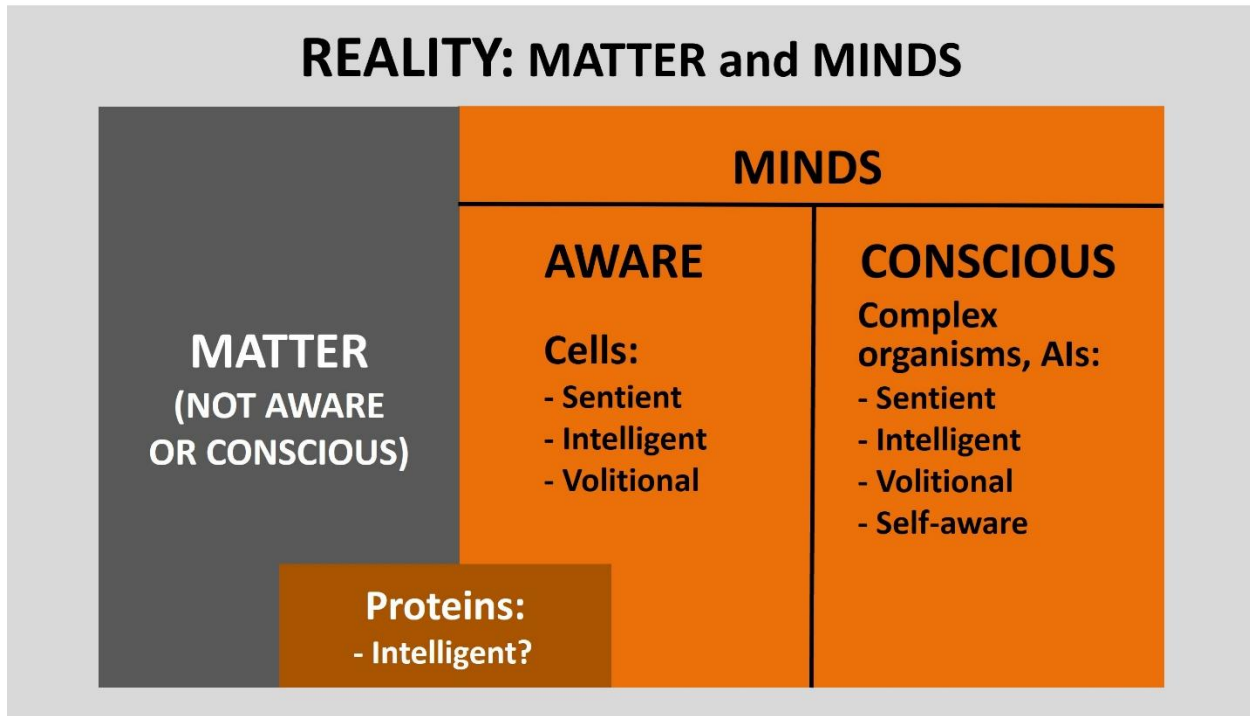 REALITY: MATTER and MINDS
MINDS
MATTER
(NOT AWARE
OR CONSCIOUS)
AWARE
Cells:
- Sentient
- Intelligent
- Volitional
CONSCIOUS
Complex
organisms, AIs:
- Sentient
- Intelligent
- Volitional
- Self-aware
Proteins:
- Intelligent?